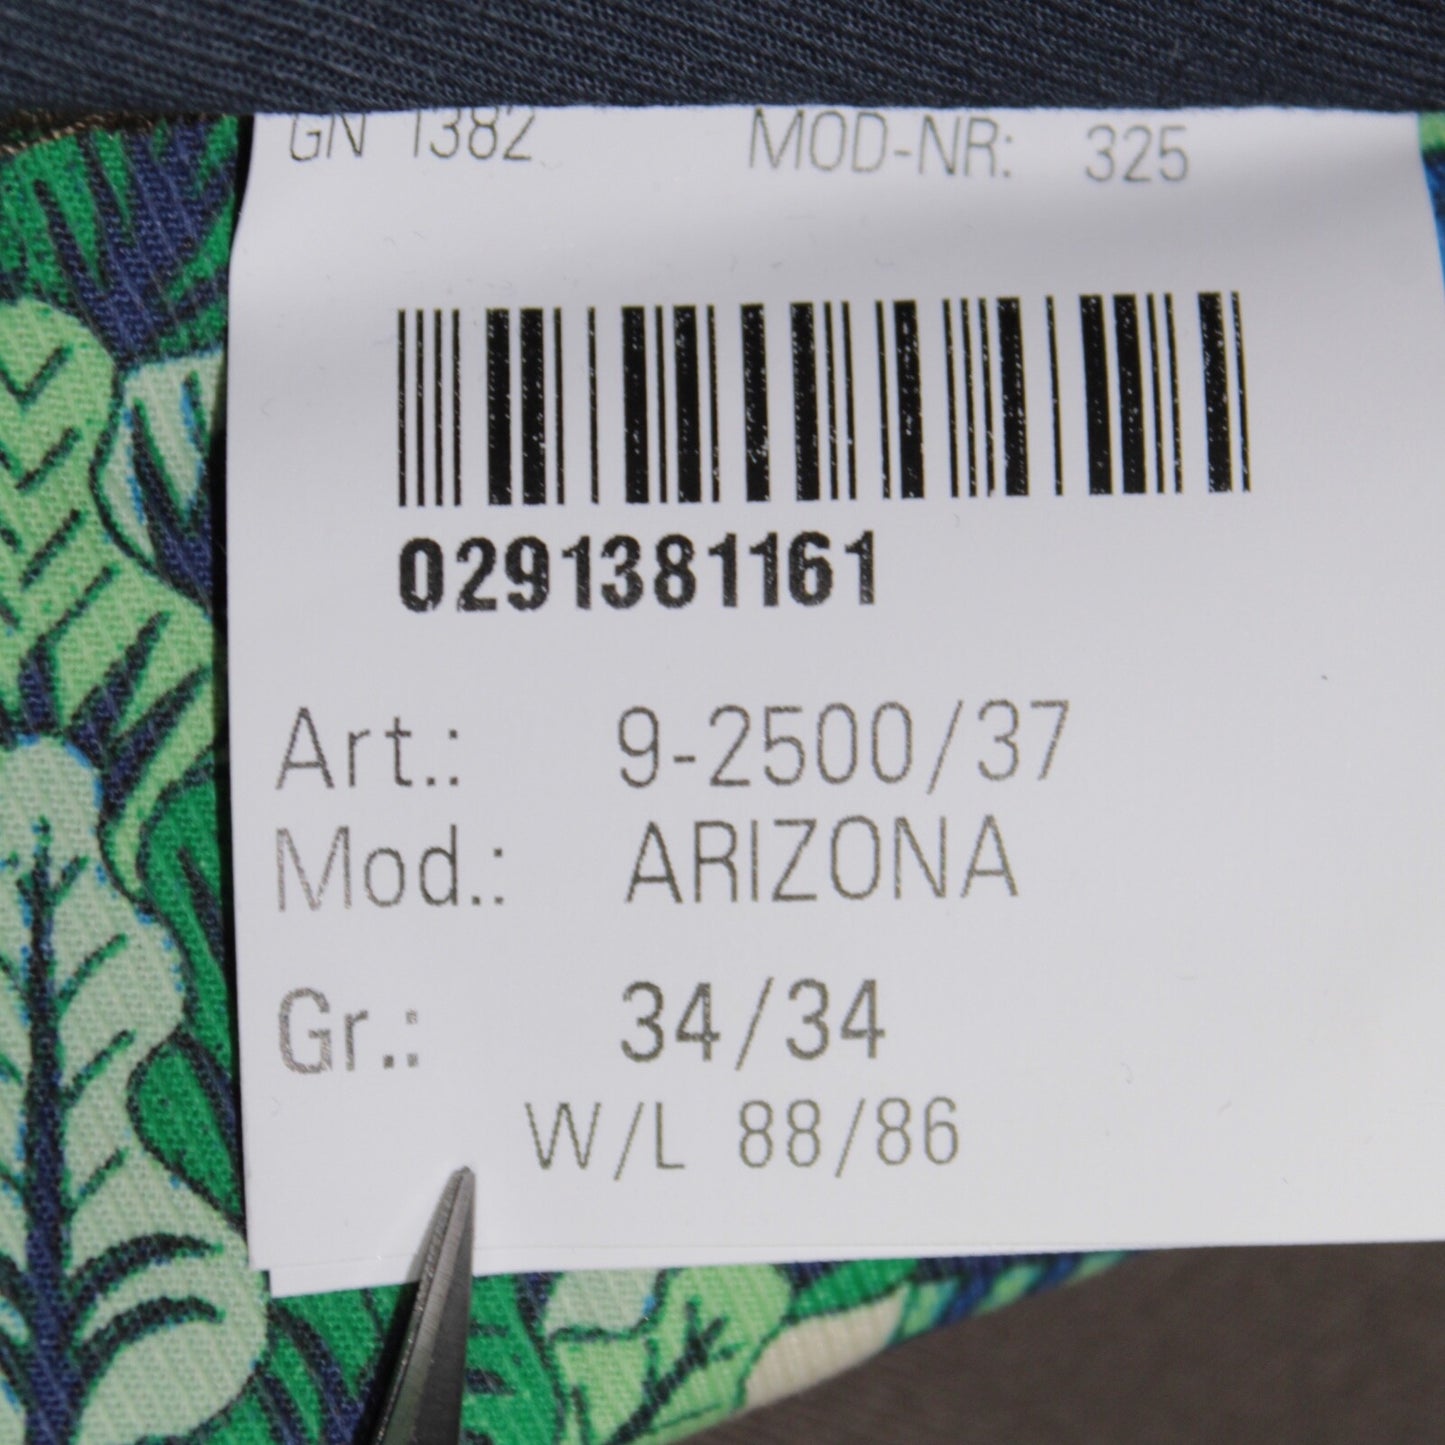 GN 1382 MOD-NR: 325
0291381161
Art.: 9-2500/37
Mod.: ARIZONA
Gr.: 34/34
W/L 88/86